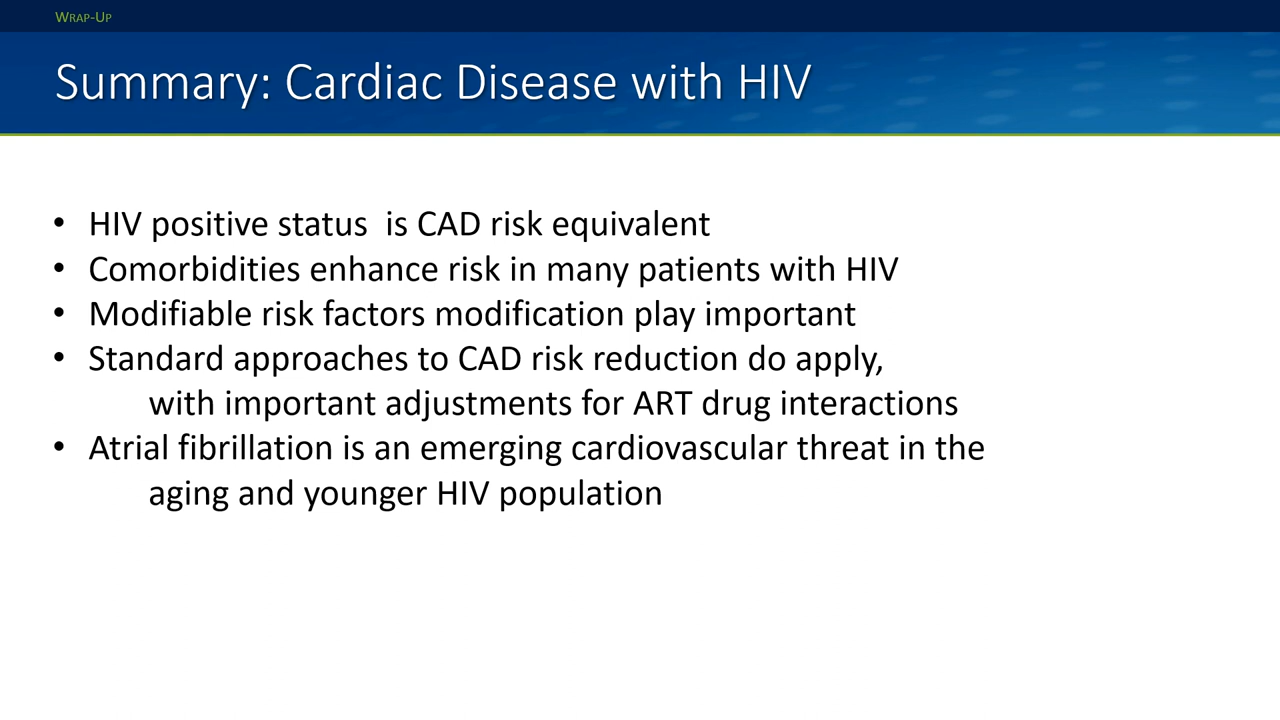 Wrap-Up
Summary: Cardiac Disease with HIV
• HIV positive status  is CAD risk equivalent
• Comorbidities enhance risk in many patients with HIV
• Modifiable risk factors modification play important
• Standard approaches to CAD risk reduction do apply,
with important adjustments for ART drug interactions
• Atrial fibrillation is an emerging cardiovascular threat in the
aging and younger HIV population